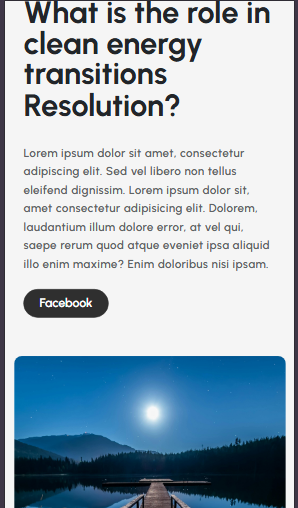 What is the role in
clean energy
transitions
Resolution?
Lorem ipsum dolor sit amet, consectetur
adipiscing elit. Sed vel libero non tellus
eleifend dignissim. Lorem ipsum dolor sit,
amet consectetur adipisicing elit. Dolorem,
laudantium illum dolore error, at vel qui,
saepe rerum quod atque eveniet ipsa aliquid
illo enim maxime? Enim doloribus nisi ipsam.
Facebook